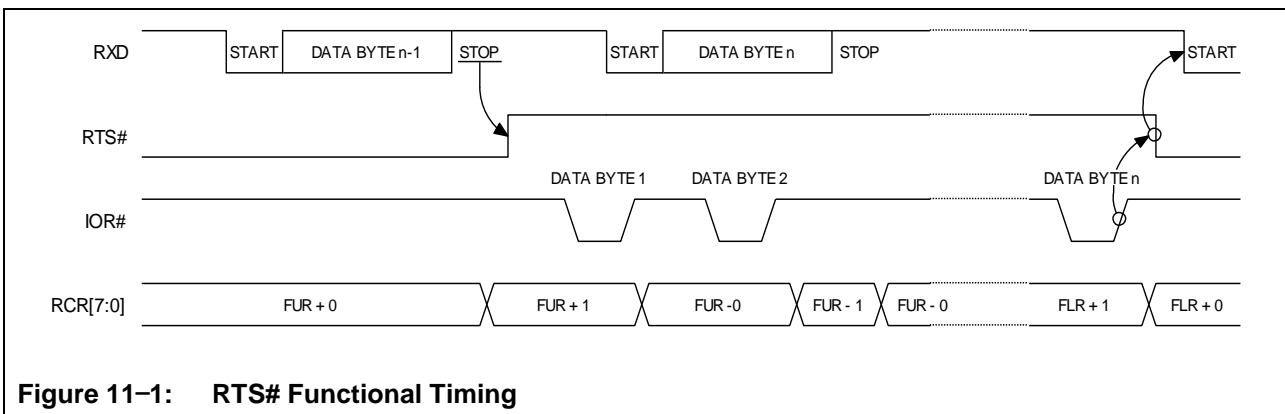 RXD START DATA BYTE n-1 STOP START DATA BYTE n STOP START
RTS#
DATA BYTE 1 DATA BYTE 2 DATA BYTE n
IOR#
RCR[7:0] FUR + 0 FUR + 1 FUR -0 FUR - 1 FUR - 0 FLR + 1 FLR + 0
Figure 11–1: RTS# Functional Timing